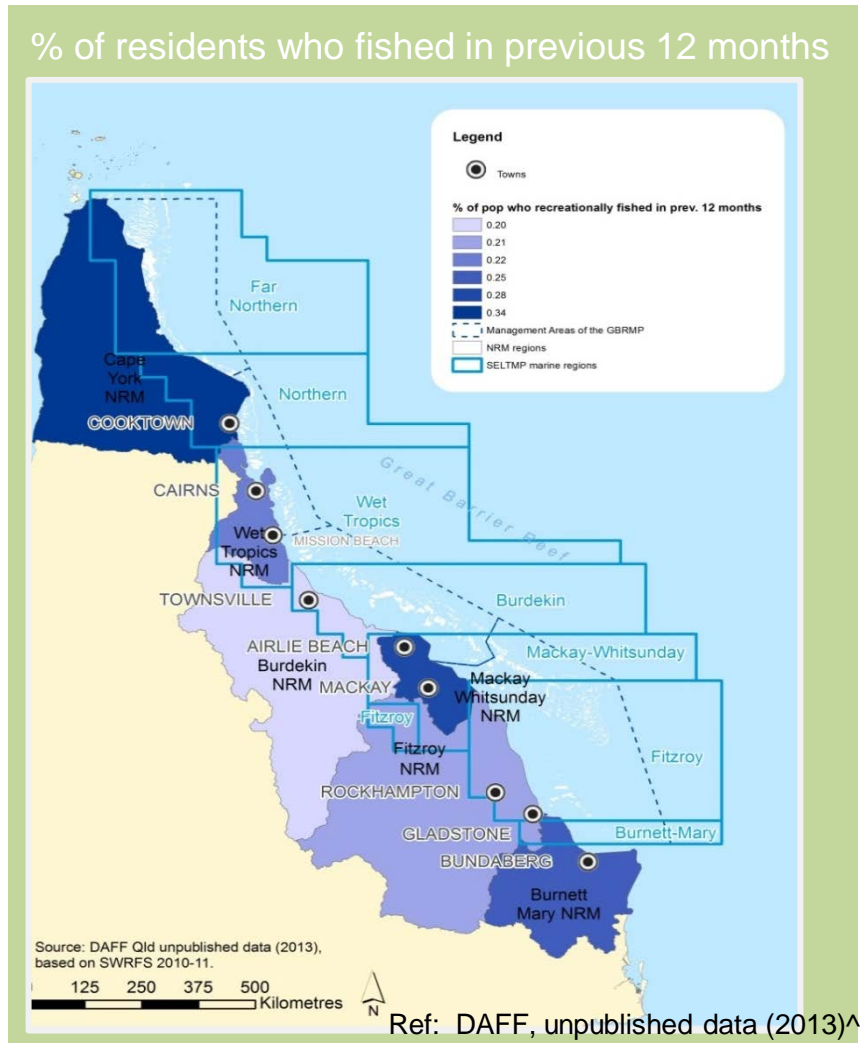 % of residents who fished in previous 12 months
Legend
Towns
% of pop who recreationally fished in prev. 12 months
0.20
0.21
0.22
0.25
0.28
0.34
Management Areas of the GBRMP
NRM regions
SELTMP marine regions
Far
Northern
Cape
York
NRM
Northern
COOKTOWN
Great Barrier Reef
CAIRNS
Wet
Tropics
Wet
Tropics
NRM
MISSION BEACH
TOWNSVILLE
Burdekin
AIRLIE BEACH
Mackay-Whitsunday
Burdekin
NRM
MACKAY
Mackay
Whitsunday
NRM
Fitzroy
Fitzroy
NRM
Fitzroy
ROCKHAMPTON
GLADSTONE
Burnett-Mary
BUNDABERG
Burnett
Mary NRM
Source: DAFF Qld unpublished data (2013),
based on SWRFS 2010-11.
125 250 375 500
Kilometres
N
Ref: DAFF, unpublished data (2013)^